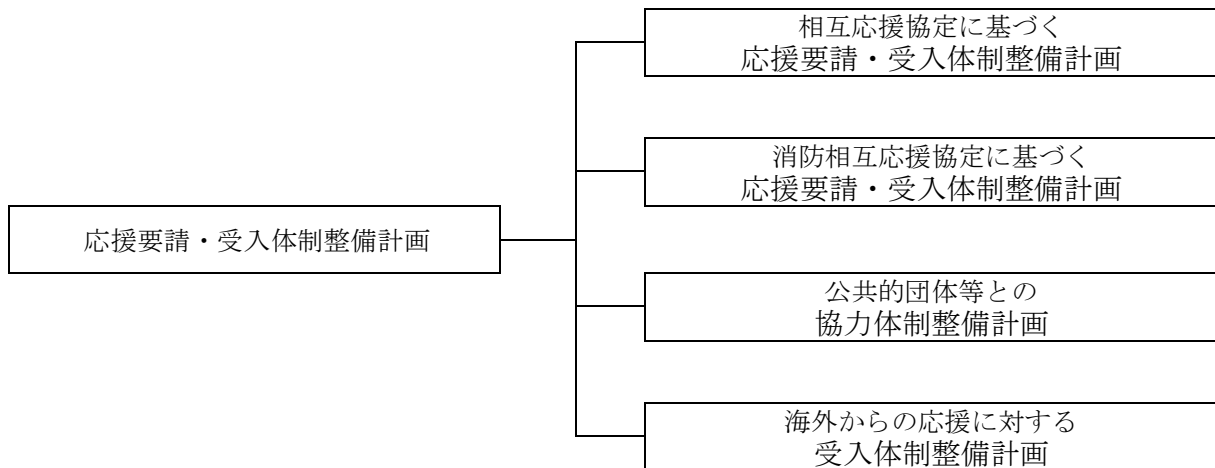 相互応援協定に基づく
応援要請・受入体制整備計画
消防相互応援協定に基づく
応援要請・受入体制整備計画
応援要請・受入体制整備計画
公共的団体等との
協力体制整備計画
海外からの応援に対する
受入体制整備計画